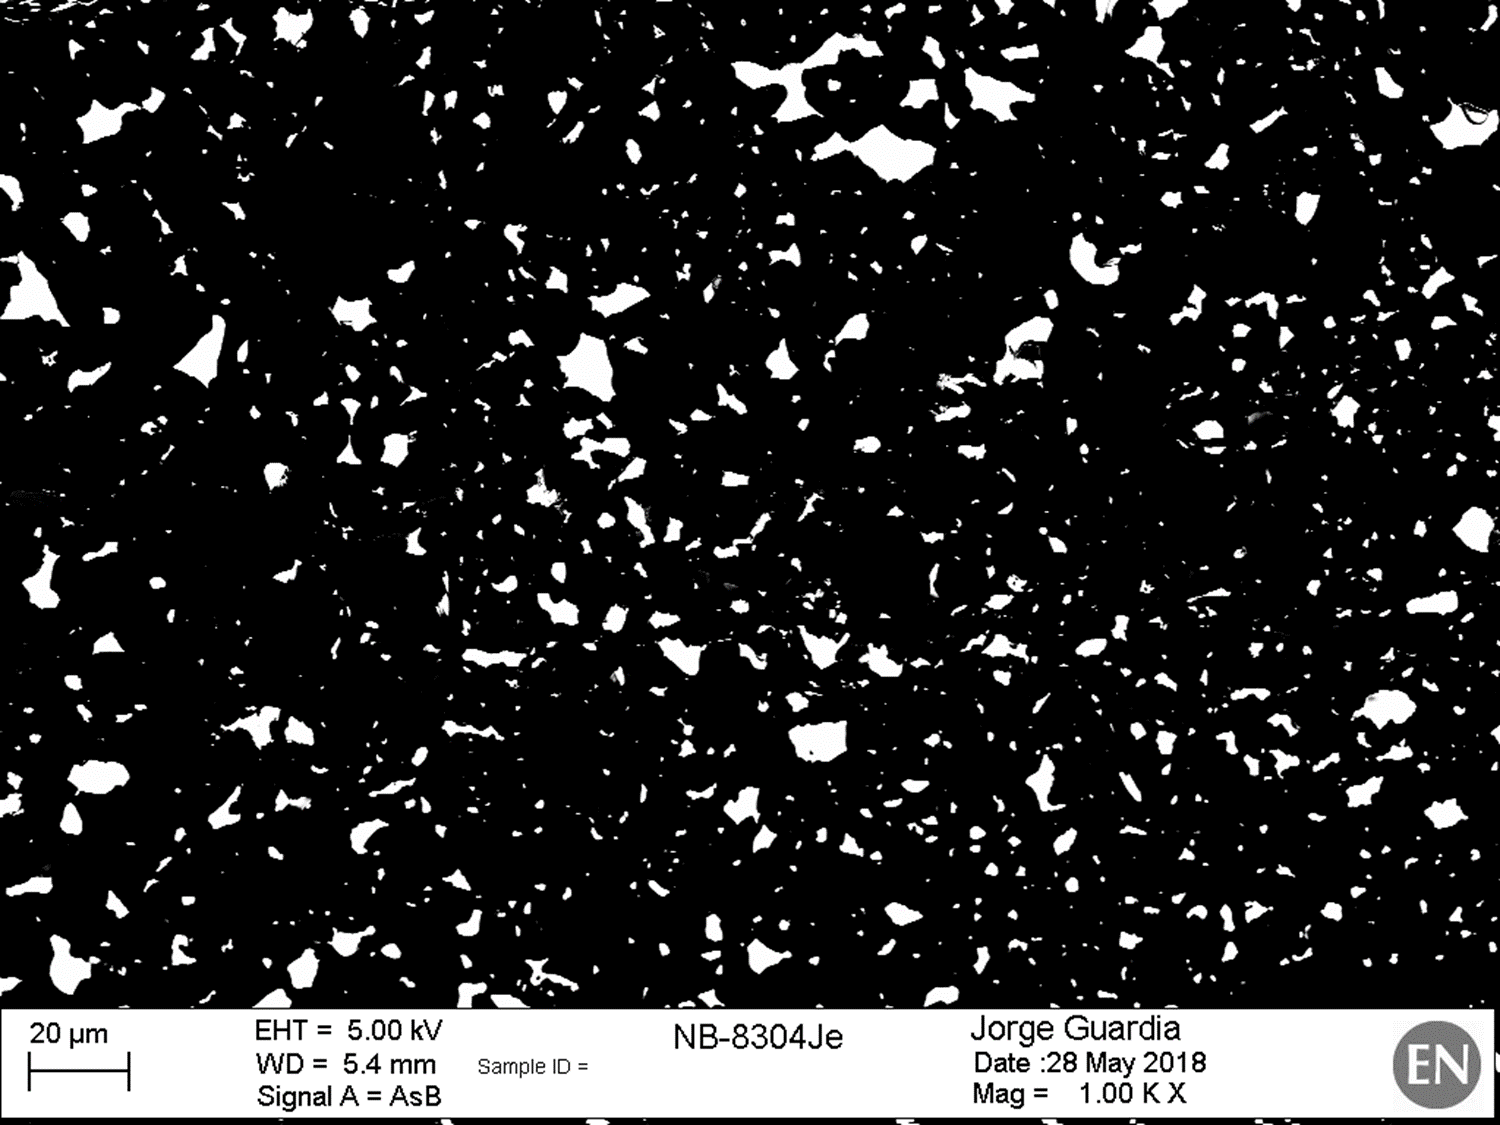 20 µm
EHT = 5.00 kV
WD = 5.4 mm
Signal A = AsB
Sample ID =
NB-8304Je
Jorge Guardia
Date :28 May 2018
Mag = 1.00 K X
EN